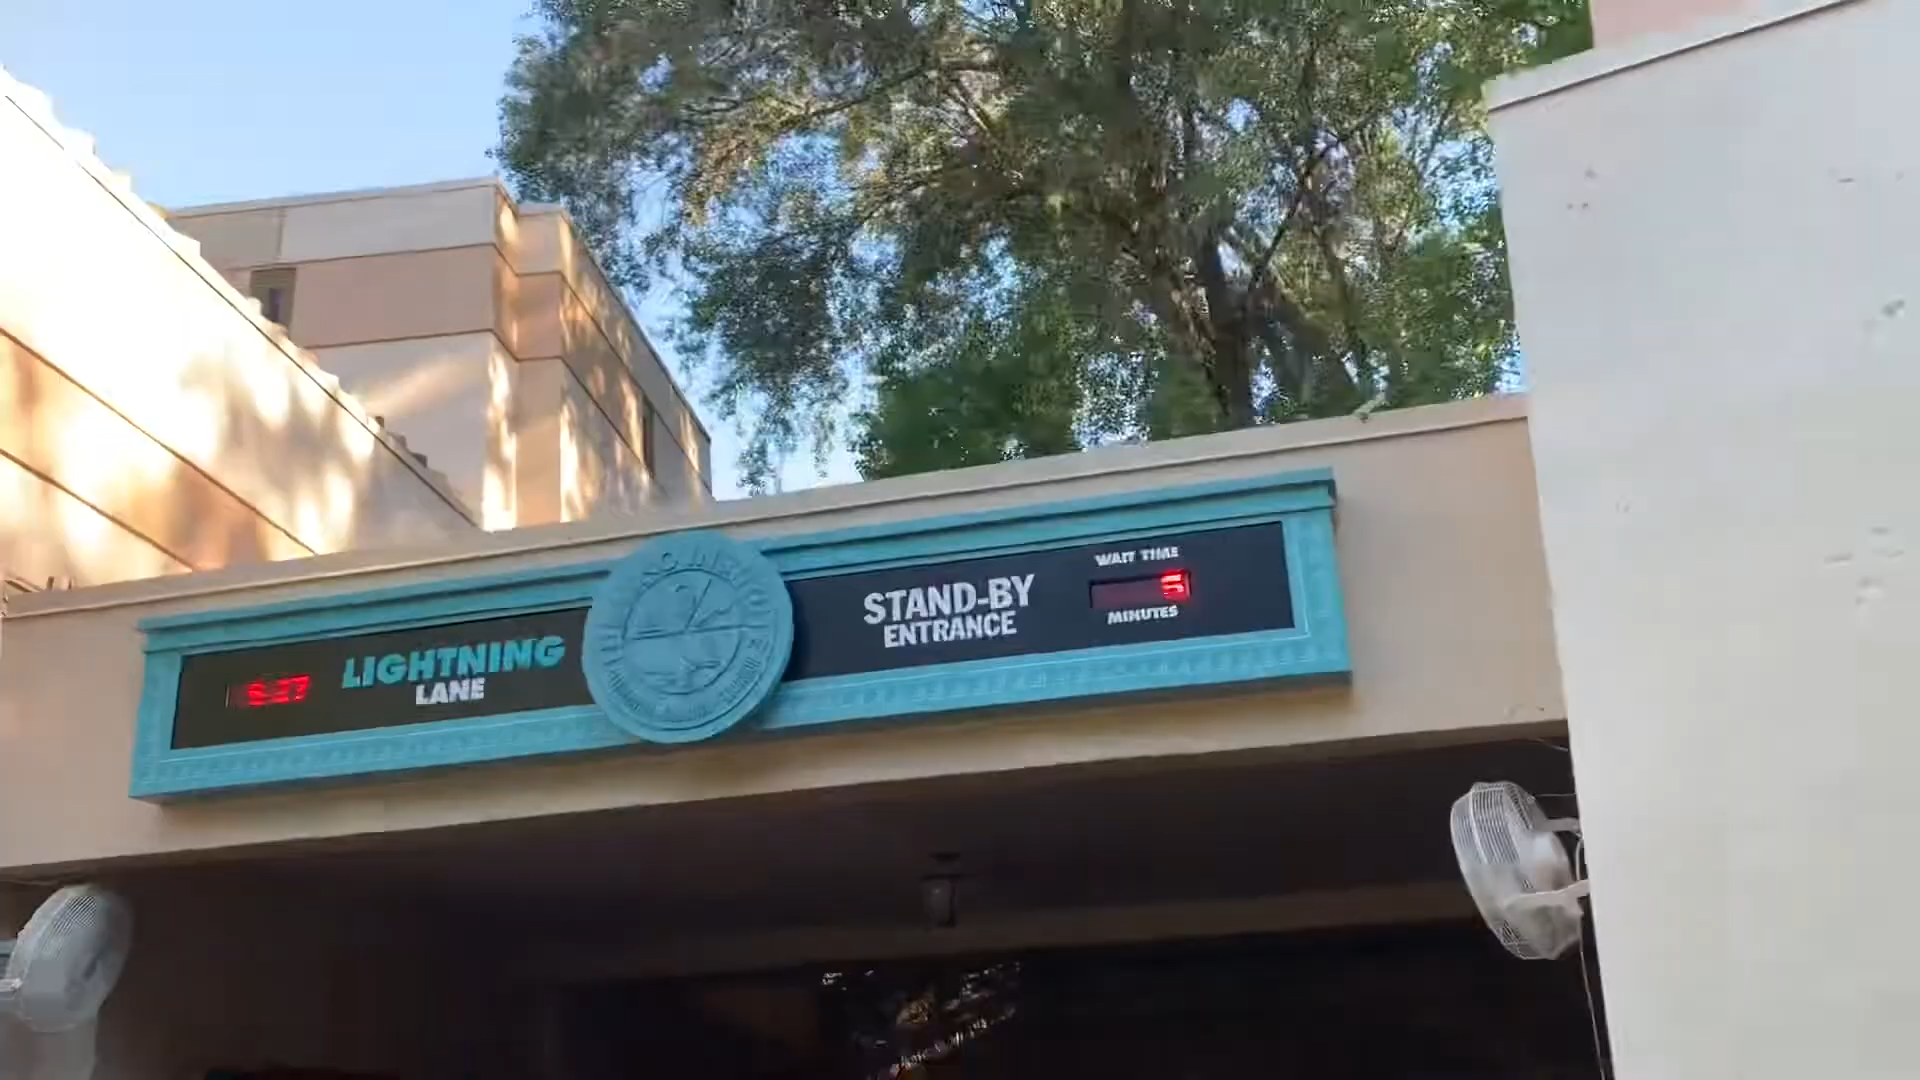 LIGHTNING
LANE
STAND-BY
ENTRANCE
WAIT TIME
5
MINUTES